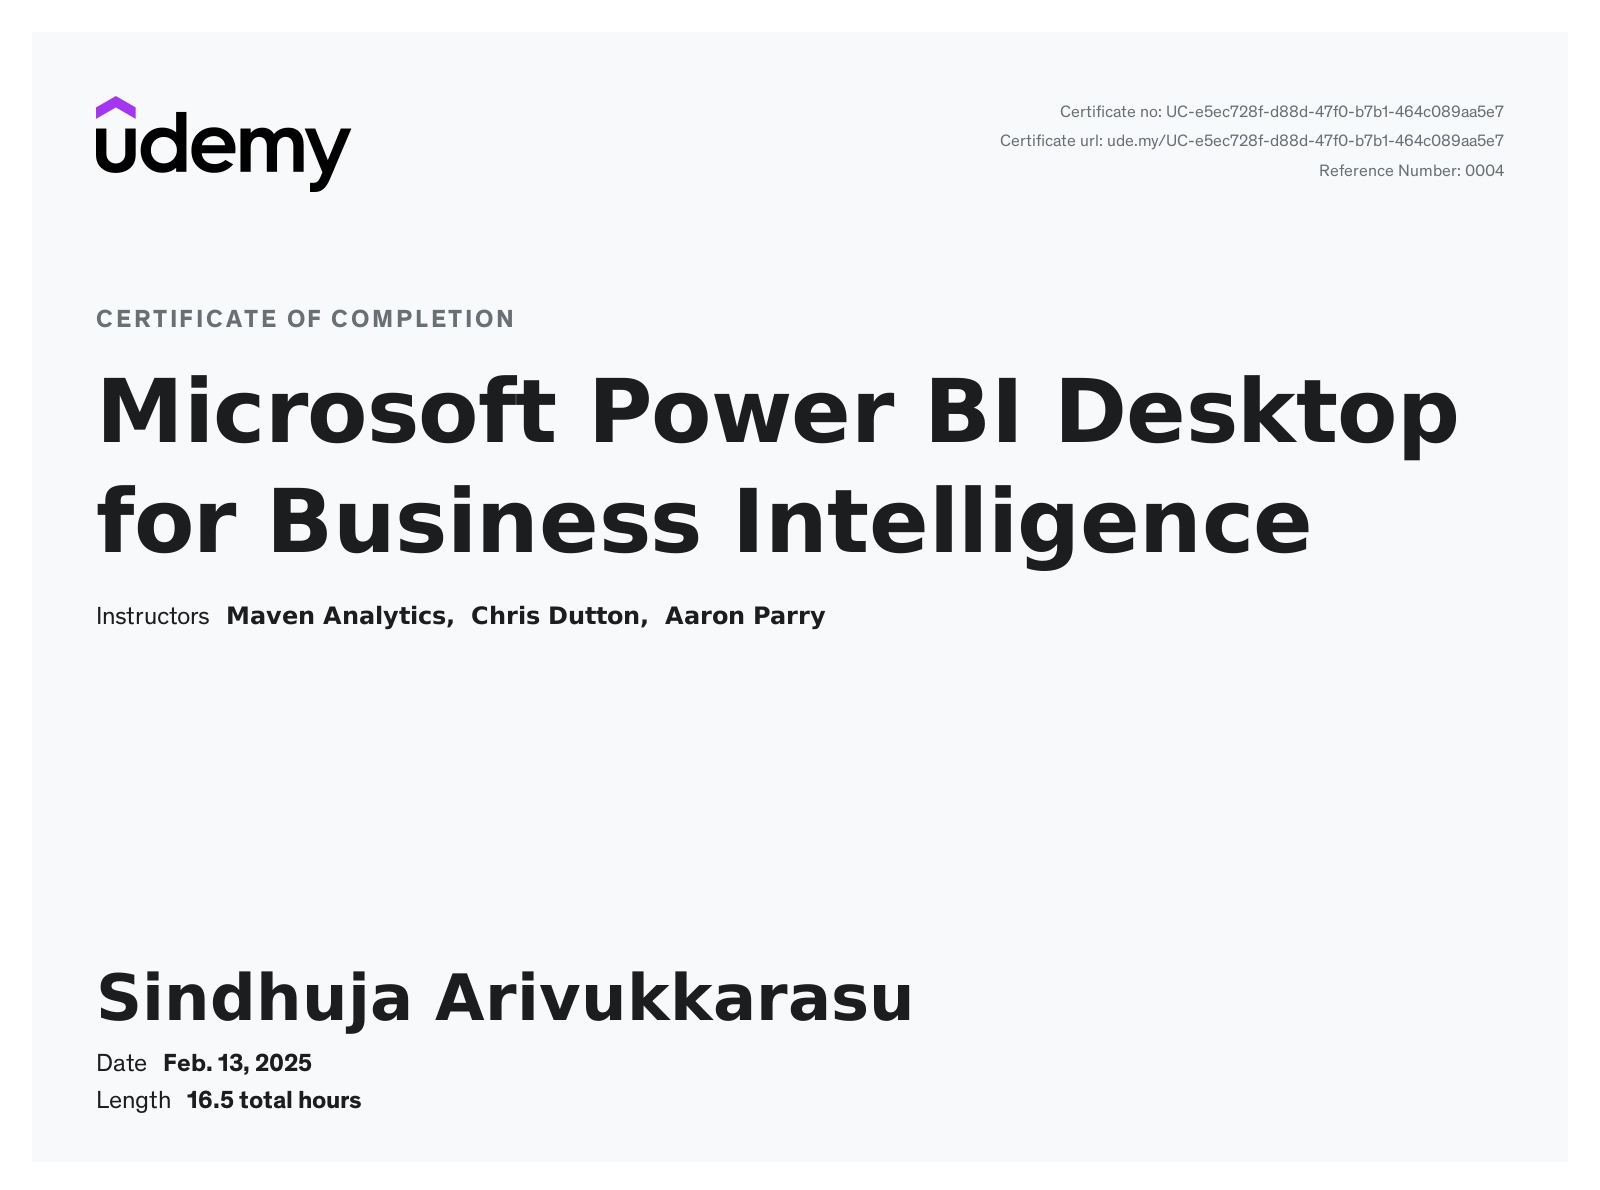 udemy
Certificate no: UC-e5ec728f-d88d-47f0-b7b1-464c089aa5e7
Certificate url: ude.my/UC-e5ec728f-d88d-47f0-b7b1-464c089aa5e7
Reference Number: 0004
CERTIFICATE OF COMPLETION
Microsoft Power BI Desktop
for Business Intelligence
Instructors Maven Analytics, Chris Dutton, Aaron Parry
Sindhuja Arivukkarasu
Date Feb. 13, 2025
Length 16.5 total hours